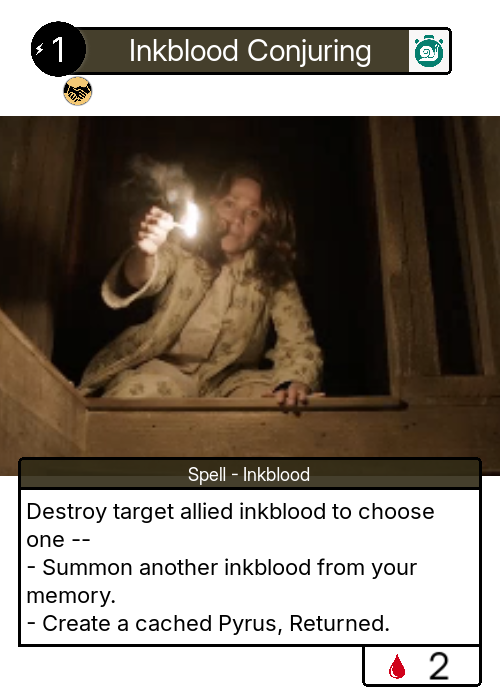 1
Inkblood Conjuring
Spell - Inkblood
Destroy target allied inkblood to choose
one --
- Summon another inkblood from your
memory.
- Create a cached Pyrus, Returned.
2